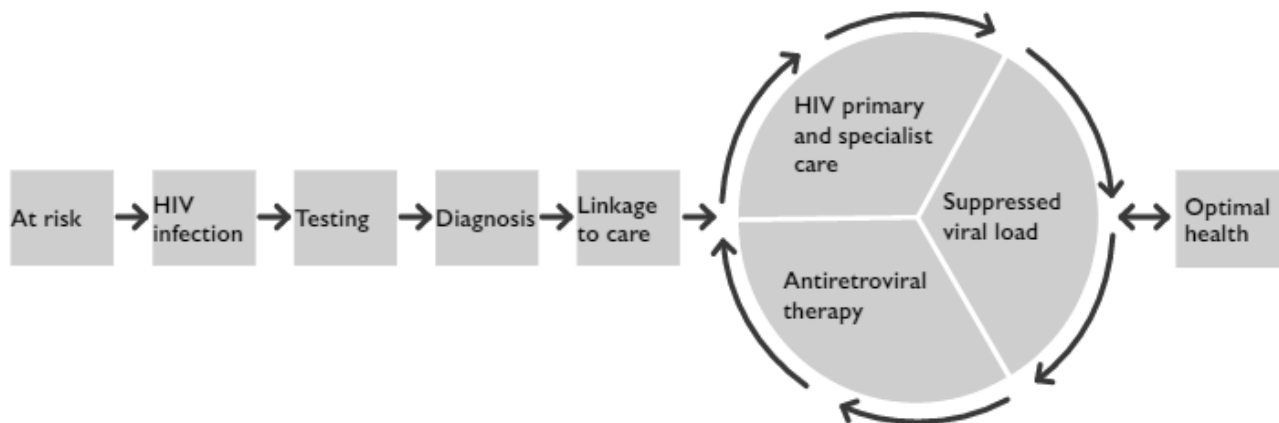 At risk
HIV
infection
Testing
Diagnosis
Linkage
to care
HIV primary
and specialist
care
Suppressed
viral load
Antiretroviral
therapy
Optimal
health